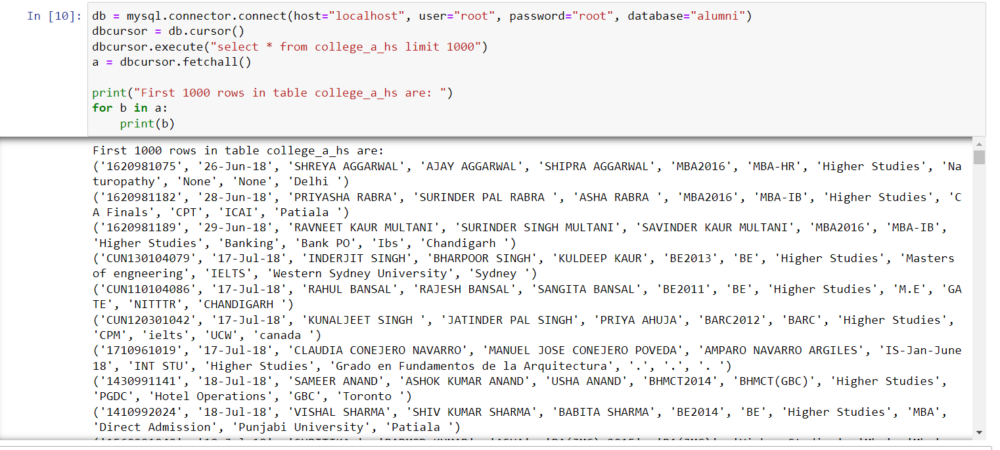 In [10]:
db = mysql.connector.connect(host="localhost", user="root", password="root", database="alumni")
dbcursor = db.cursor()
dbcursor.execute("select * from college_a_hs limit 1000")
a = dbcursor.fetchall()
print("First 1000 rows in table college_a_hs are: ")
for b in a:
    print(b)
First 1000 rows in table college_a_hs are:
('1620981075', '26-Jun-18', 'SHREYA AGGARWAL', 'AJAY AGGARWAL', 'SHIPRA AGGARWAL', 'MBA2016', 'MBA-HR', 'Higher Studies', 'Na
turopathy', 'None', 'None', 'Delhi ')
('1620981182', '28-Jun-18', 'PRIYASHA RABRA', 'SURINDER PAL RABRA ', 'ASHA RABRA ', 'MBA2016', 'MBA-IB', 'Higher Studies', 'C
A Finals', 'CPT', 'ICAI', 'Patiala ')
('1620981189', '29-Jun-18', 'RAVNEET KAUR MULTANI', 'SURINDER SINGH MULTANI', 'SAVINDER KAUR MULTANI', 'MBA2016', 'MBA-IB',
'Higher Studies', 'Banking', 'Bank PO', 'Ibs', 'Chandigarh ')
('CUN130104079', '17-Jul-18', 'INDERJIT SINGH', 'BHARPOOR SINGH', 'KULDEEP KAUR', 'BE2013', 'BE', 'Higher Studies', 'Masters
of engneering', 'IELTS', 'Western Sydney University', 'Sydney ')
('CUN110104086', '17-Jul-18', 'RAHUL BANSAL', 'RAJESH BANSAL', 'SANGITA BANSAL', 'BE2011', 'BE', 'Higher Studies', 'M.E', 'GA
TE', 'NITTTR', 'CHANDIGARH ')
('CUN120301042', '17-Jul-18', 'KUNALJEET SINGH ', 'JATINDER PAL SINGH', 'PRIYA AHUJA', 'BARC2012', 'BARC', 'Higher Studies',
'CPM', 'ielts', 'UCW', 'canada ')
('1710961019', '17-Jul-18', 'CLAUDIA CONEJERO NAVARRO', 'MANUEL JOSE CONEJERO POVEDA', 'AMPARO NAVARRO ARGILES', 'IS-Jan-June
18', 'INT STU', 'Higher Studies', 'Grado en Fundamentos de la Arquitectura', '.', '.', '. ')
('1430991141', '18-Jul-18', 'SAMEER ANAND', 'ASHOK KUMAR ANAND', 'USHA ANAND', 'BHMCT2014', 'BHMCT(GBC)', 'Higher Studies',
'PGDC', 'Hotel Operations', 'GBC', 'Toronto ')
('1410992024', '18-Jul-18', 'VISHAL SHARMA', 'SHIV KUMAR SHARMA', 'BABITA SHARMA', 'BE2014', 'BE', 'Higher Studies', 'MBA',
'Direct Admission', 'Punjabi University', 'Patiala ')